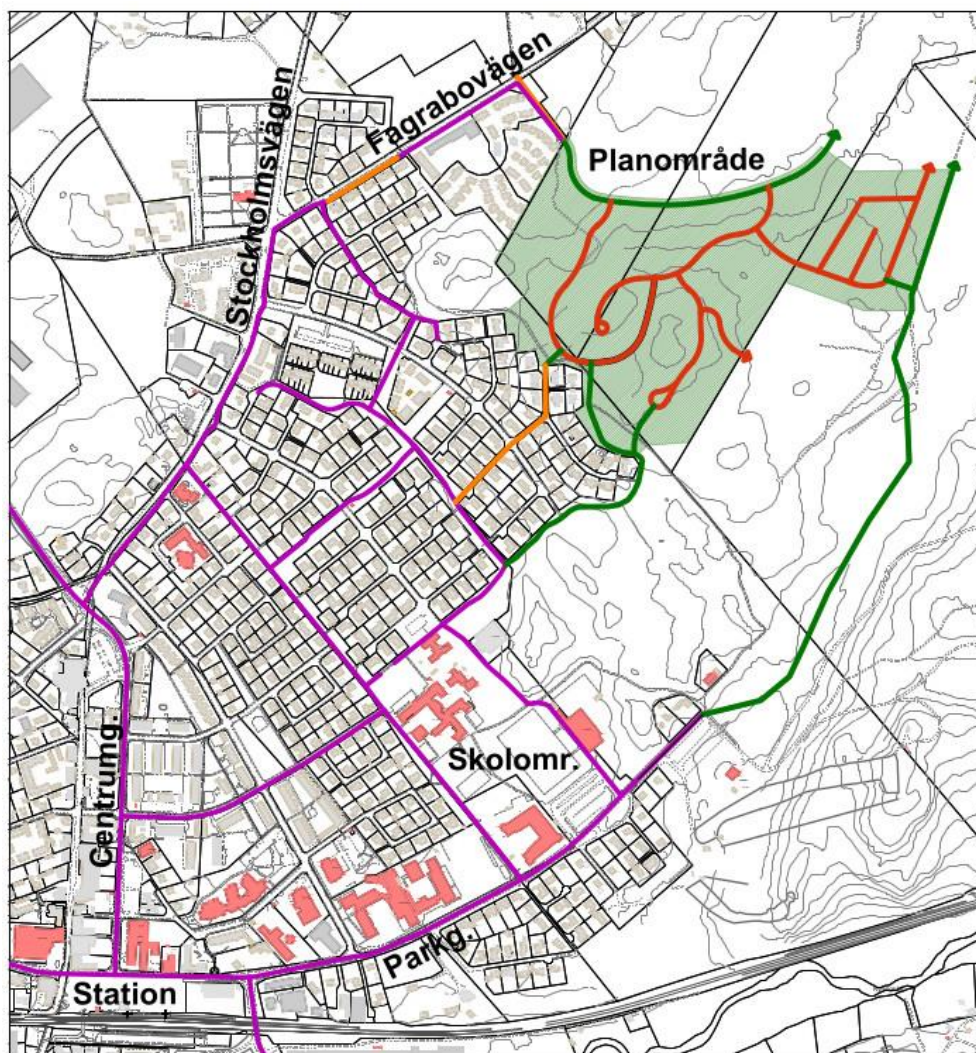 Fagrabovägen
Stockholmsvägen
Planområde
Centrumg.
Skolomr.
Parkg.
Station